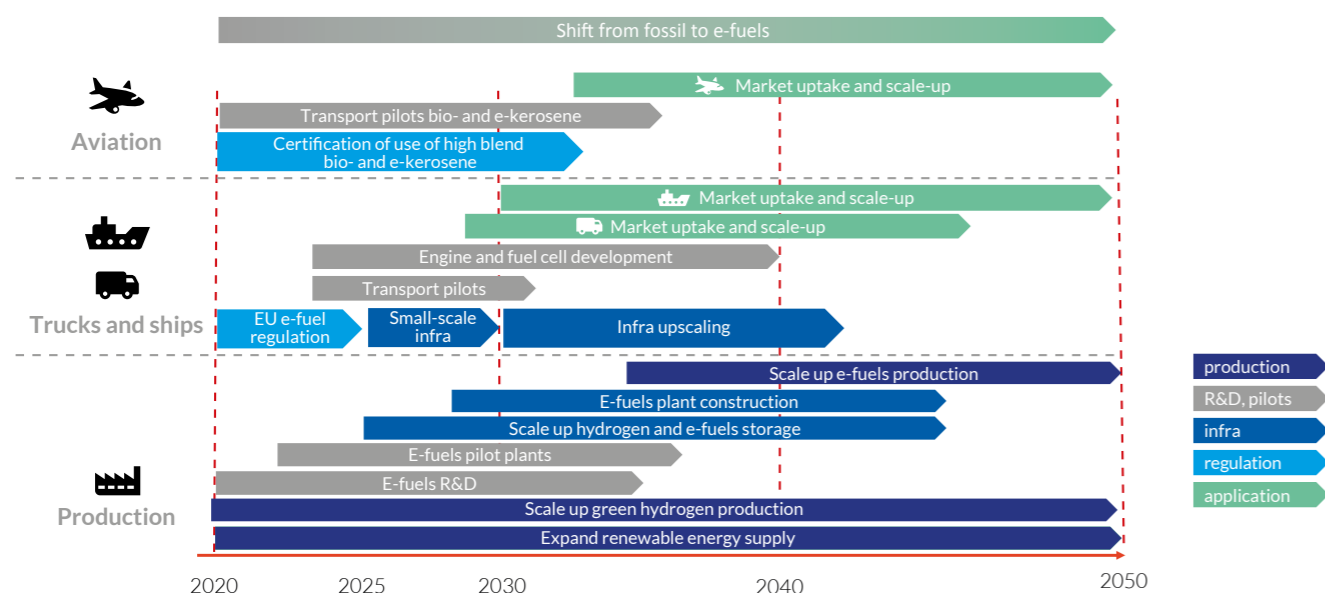 Shift from fossil to e-fuels
Market uptake and scale-up
Transport pilots bio- and e-kerosene
Aviation
Certification of use of high blend
bio- and e-kerosene
Market uptake and scale-up
Market uptake and scale-up
Engine and fuel cell development
Transport pilots
Trucks and ships
EU e-fuel
regulation
Small-scale
infra
Infra upscaling
Scale up e-fuels production
E-fuels plant construction
Scale up hydrogen and e-fuels storage
E-fuels pilot plants
E-fuels R&D
Production
Scale up green hydrogen production
Expand renewable energy supply
production
R&D, pilots
infra
regulation
application
2020
2025
2030
2040
2050